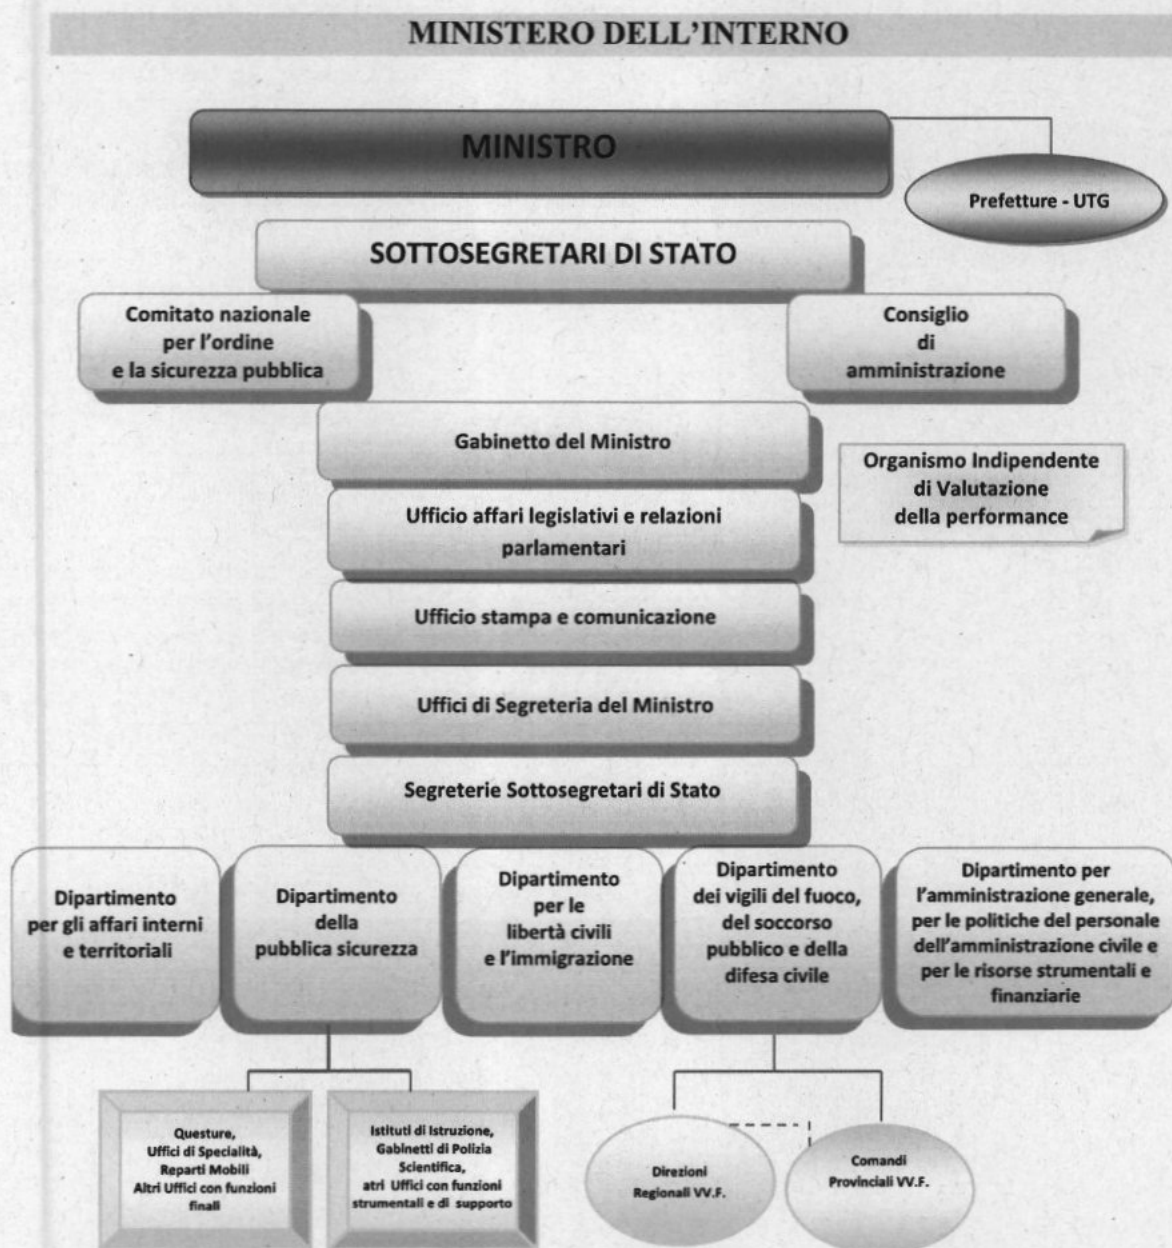 MINISTERO DELL'INTERNO
MINISTRO
Prefetture - UTG
SOTTOSEGRETARI DI STATO
Comitato nazionale
per l'ordine
e la sicurezza pubblica
Consiglio
di
amministrazione
Gabinetto del Ministro
Organismo Indipendente
di Valutazione
della performance
Ufficio affari legislativi e relazioni
parlamentari
Ufficio stampa e comunicazione
Uffici di Segreteria del Ministro
Segreterie Sottosegretari di Stato
Dipartimento
per gli affari interni
e territoriali
Dipartimento
della
pubblica sicurezza
Dipartimento
per le
libertà civili
e l'immigrazione
Dipartimento
dei vigili del fuoco,
del soccorso
pubblico e della
difesa civile
Dipartimento per
l'amministrazione generale,
per le politiche del personale
dell'amministrazione civile e
per le risorse strumentali e
finanziarie
Questure,
Uffici di Specialità,
Reparti Mobili
Altri Uffici con funzioni
finali
Istituti di Istruzione,
Gabinetti di Polizia
Scientifica,
atri Uffici con funzioni
strumentali e di supporto
Direzioni
Regionali VV.F.
Comandi
Provinciali VV.F.